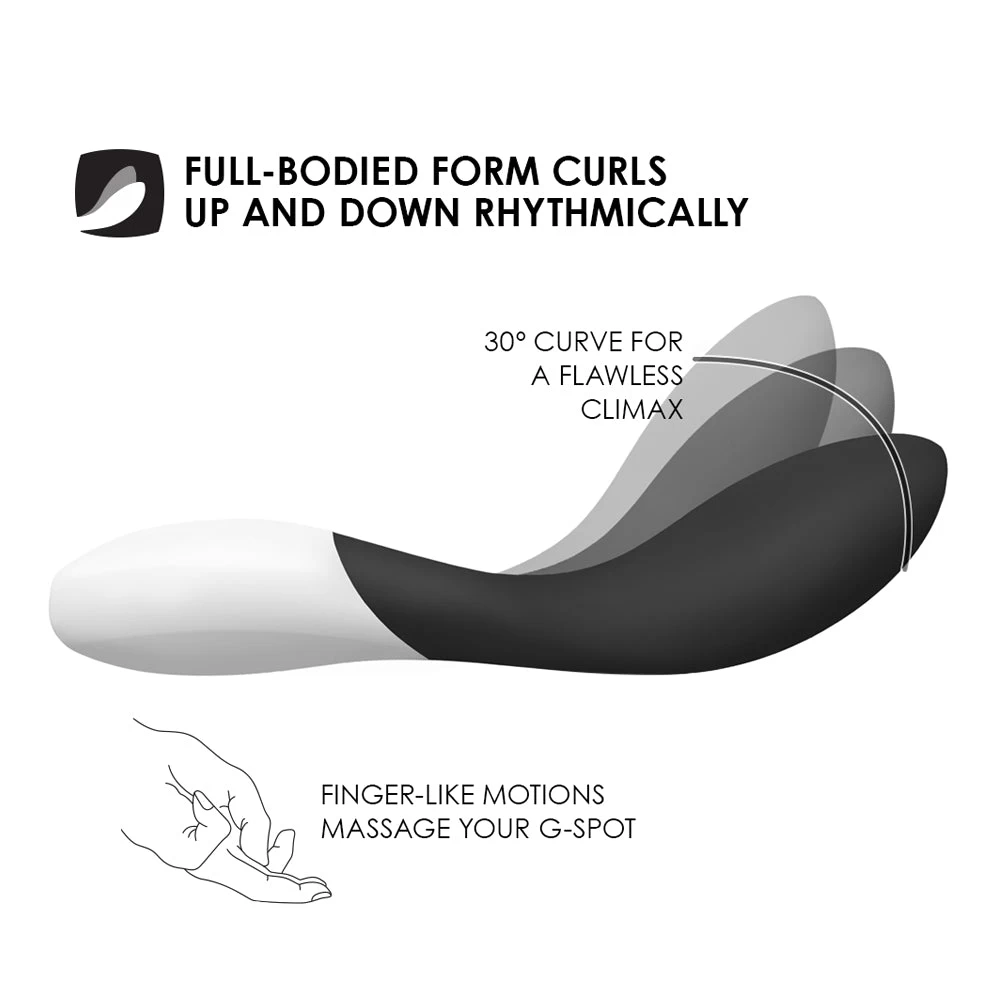 FULL-BODIED FORM CURLS
UP AND DOWN RHYTHMICALLY
30° CURVE FOR
A FLAWLESS
CLIMAX
FINGER-LIKE MOTIONS
MASSAGE YOUR G-SPOT